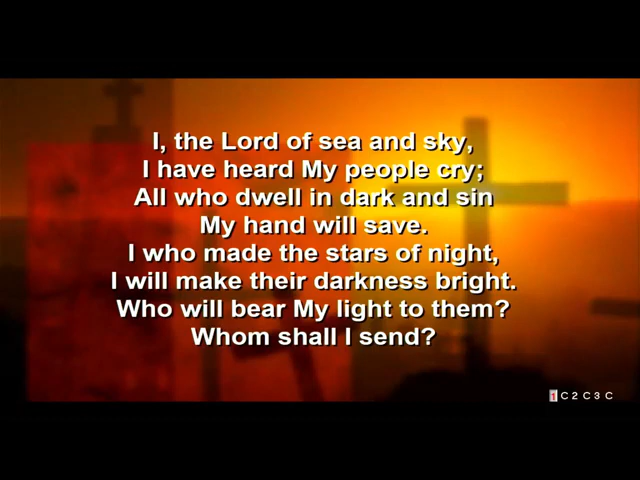 I, the Lord of sea and sky,
I have heard My people cry;
All who dwell in dark and sin
My hand will save.
I who made the stars of night,
I will make their darkness bright.
Who will bear My light to them?
Whom shall I send?
1 C 2 C 3 C